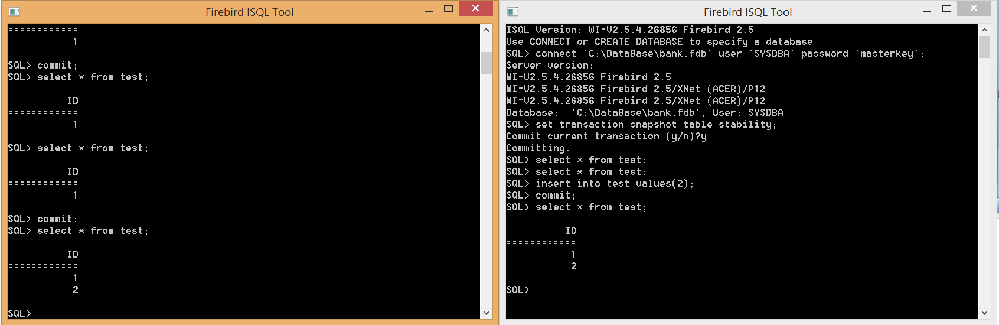 Firebird ISQL Tool
============
1
SQL> commit;
SQL> select * from test;
ID
============
1
SQL> select * from test;
ID
============
1
SQL> commit;
SQL> select * from test;
ID
============
1
2
SQL>
Firebird ISQL Tool
ISQL Version: WI-V2.5.4.26856 Firebird 2.5
Use CONNECT or CREATE DATABASE to specify a database
SQL> connect 'C:\DataBase\bank.fdb' user 'SYSDBA' password 'masterkey';
Server version:
WI-V2.5.4.26856 Firebird 2.5
WI-V2.5.4.26856 Firebird 2.5/XNet (ACER)/P12
WI-V2.5.4.26856 Firebird 2.5/XNet (ACER)/P12
Database:  'C:\DataBase\bank.fdb', User: SYSDBA
SQL> set transaction snapshot table stability;
Commit current transaction (y/n)?y
Committing.
SQL> select * from test;
SQL> select * from test;
SQL> insert into test values(2);
SQL> commit;
SQL> select * from test;
ID
============
1
2
SQL>